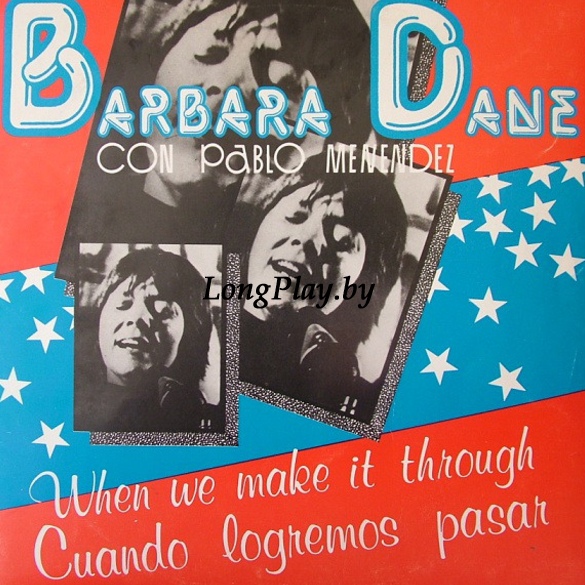 BARBARA DANE
CON PABLO MENENDEZ
LongPlay.by
When we make it through
Cuando logremos pasar